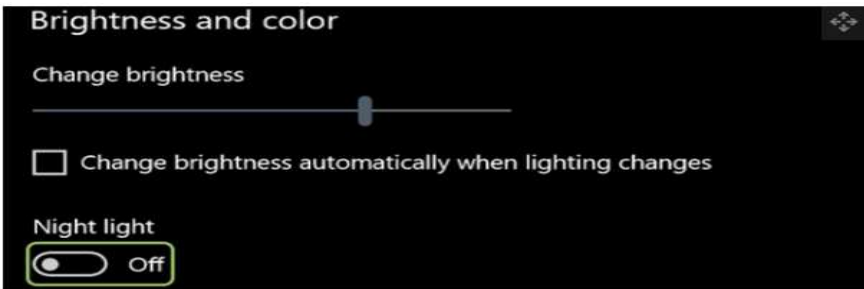 Brightness and color
Change brightness
Change brightness automatically when lighting changes
Night light
Off